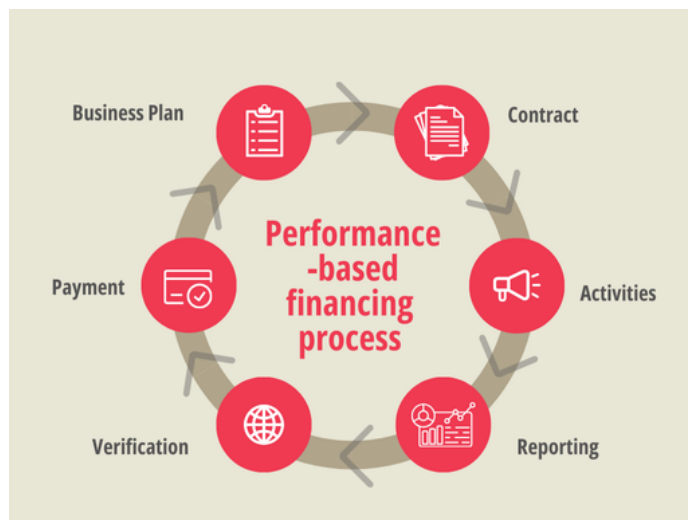 Business Plan
Contract
Performance
-based
financing
process
Payment
Activities
Verification
Reporting